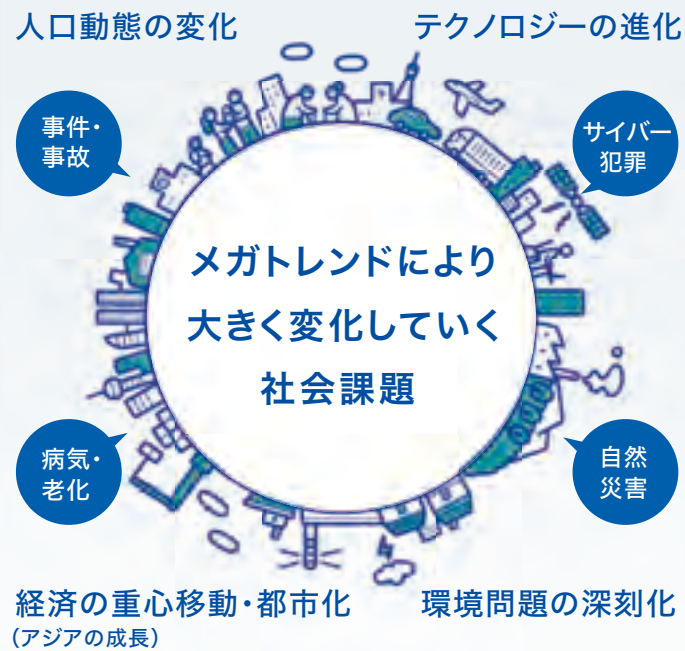 人口動態の変化
テクノロジーの進化
事件・
事故
サイバー
犯罪
メガトレンドにより
大きく変化していく
社会課題
病気・
老化
自然
災害
経済の重心移動・都市化
(アジアの成長)
環境問題の深刻化